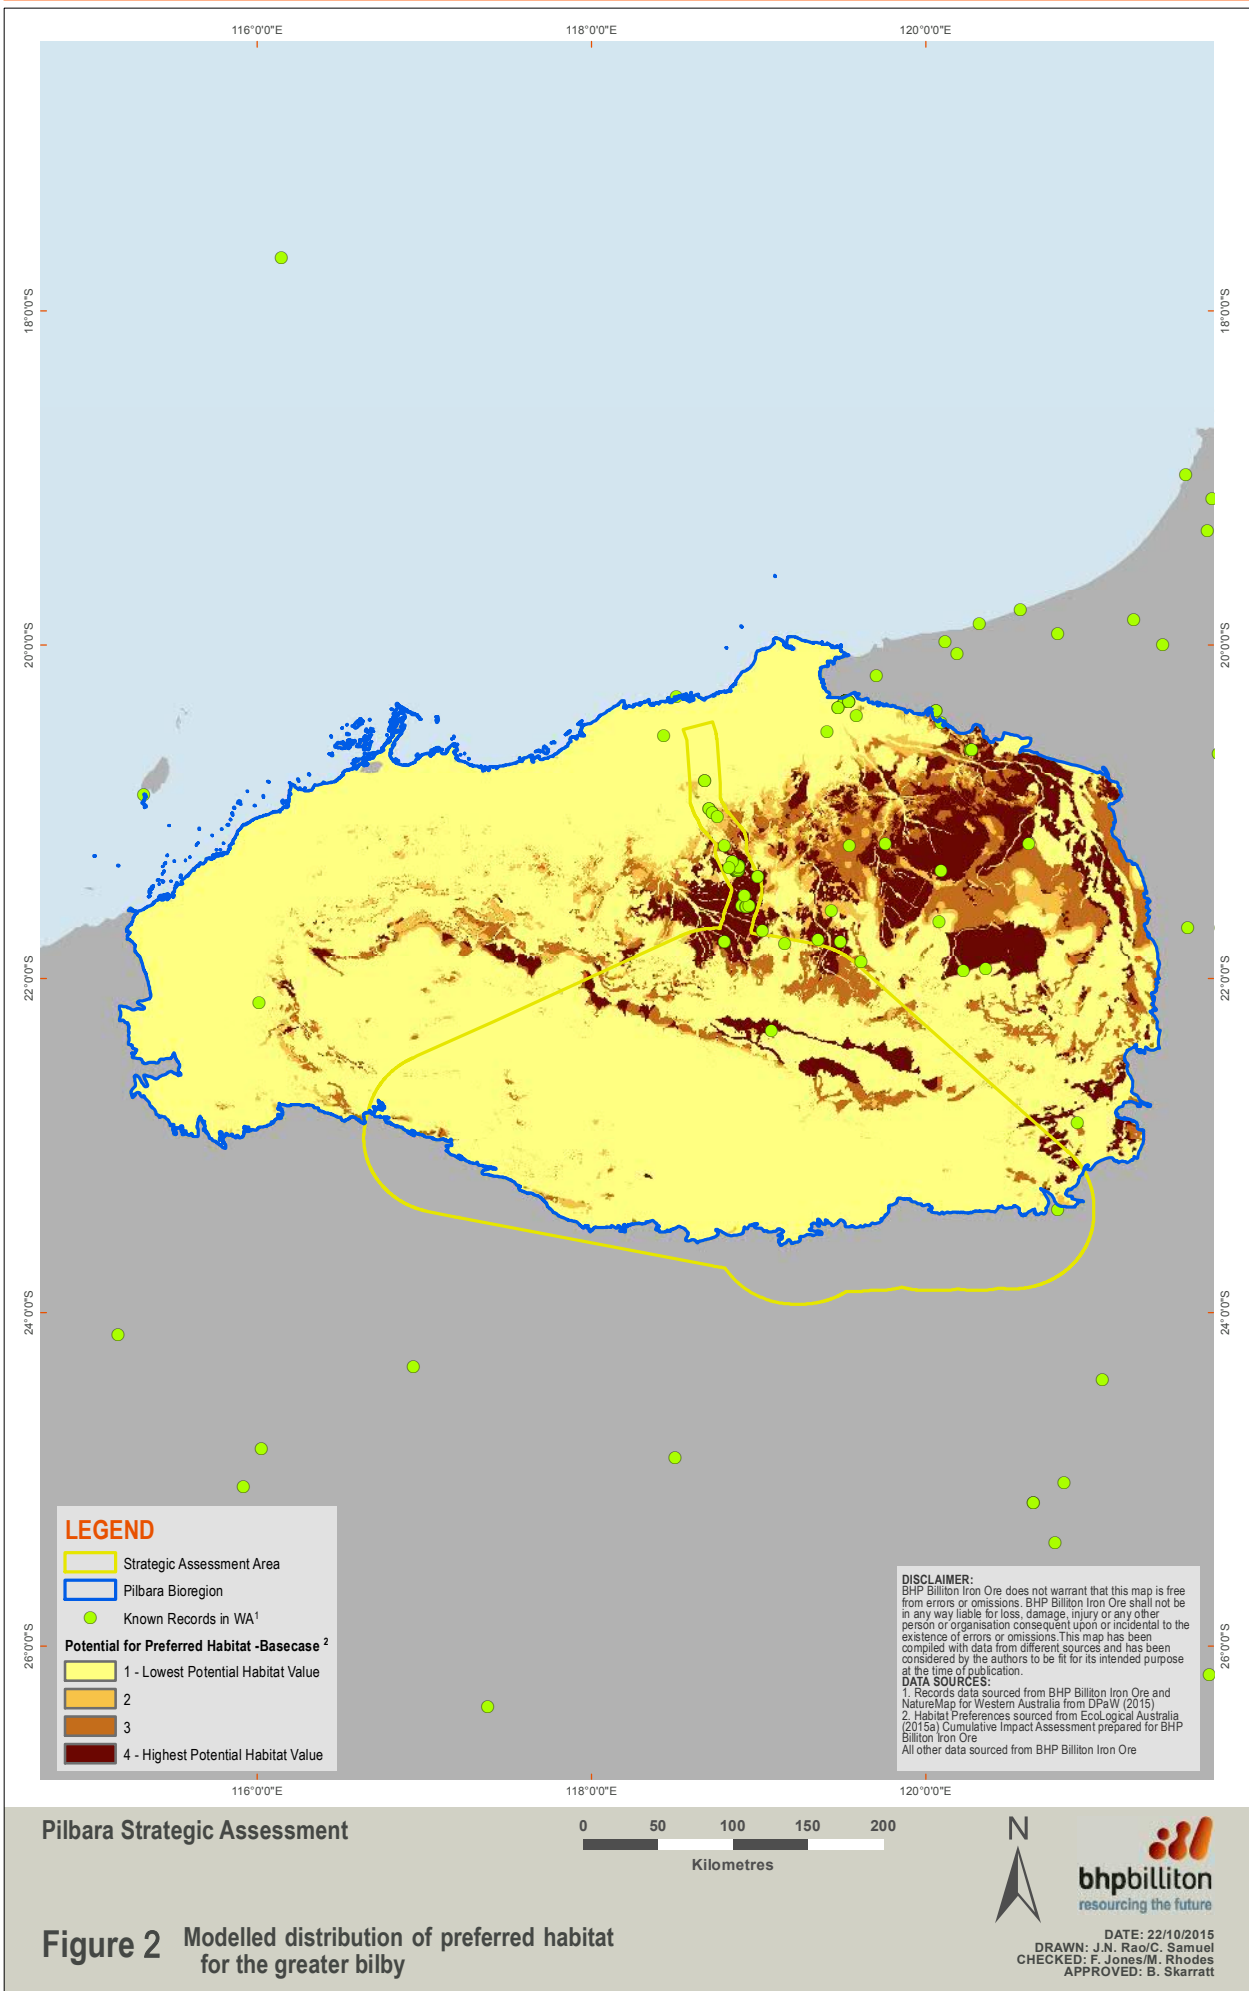 116°0'0"E 118°0'0"E 120°0'0"E
18°0'0"S 18°0'0"S
20°0'0"S 20°0'0"S
22°0'0"S 22°0'0"S
24°0'0"S 24°0'0"S
26°0'0"S 26°0'0"S
LEGEND
Strategic Assessment Area
Pilbara Bioregion
Known Records in WA¹
Potential for Preferred Habitat -Basecase ²
1 - Lowest Potential Habitat Value
2
3
4 - Highest Potential Habitat Value
DISCLAIMER:
BHP Billiton Iron Ore does not warrant that this map is free
from errors or omissions. BHP Billiton Iron Ore shall not be
in any way liable for loss, damage, injury or any other
person or organisation consequent upon or incidental to the
existence of errors or omissions.This map has been
compiled with data from different sources and has been
considered by the authors to be fit for its intended purpose
at the time of publication.
DATA SOURCES:
1. Records data sourced from BHP Billiton Iron Ore and
NatureMap for Western Australia from DPaW (2015)
2. Habitat Preferences sourced from EcoLogical Australia
(2015a) Cumulative Impact Assessment prepared for BHP
Billiton Iron Ore
All other data sourced from BHP Billiton Iron Ore
116°0'0"E 118°0'0"E 120°0'0"E
Pilbara Strategic Assessment
0 50 100 150 200
Kilometres
N
bhpbilliton
resourcing the future
Figure 2 Modelled distribution of preferred habitat
for the greater bilby
DATE: 22/10/2015
DRAWN: J.N. Rao/C. Samuel
CHECKED: F. Jones/M. Rhodes
APPROVED: B. Skarratt